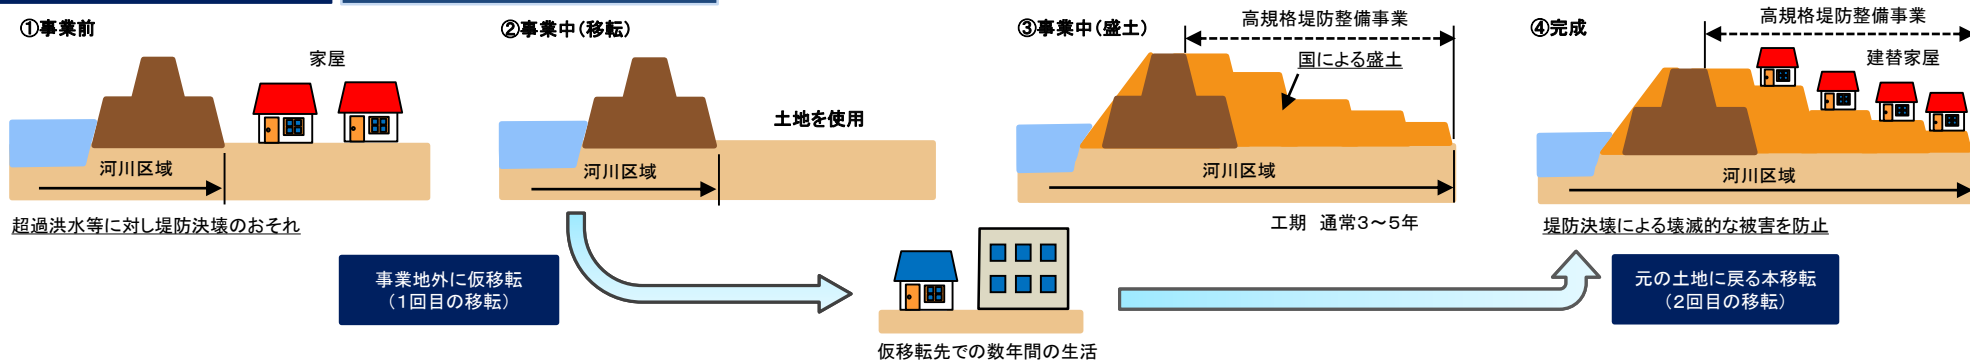 ①事業前
家屋
河川区域
超過洪水等に対し堤防決壊のおそれ
②事業中(移転)
土地を使用
河川区域
事業地外に仮移転
(1回目の移転)
仮移転先での数年間の生活
③事業中(盛土)
高規格堤防整備事業
国による盛土
河川区域
工期 通常3~5年
④完成
高規格堤防整備事業
建替家屋
河川区域
堤防決壊による壊滅的な被害を防止
元の土地に戻る本移転
(2回目の移転)